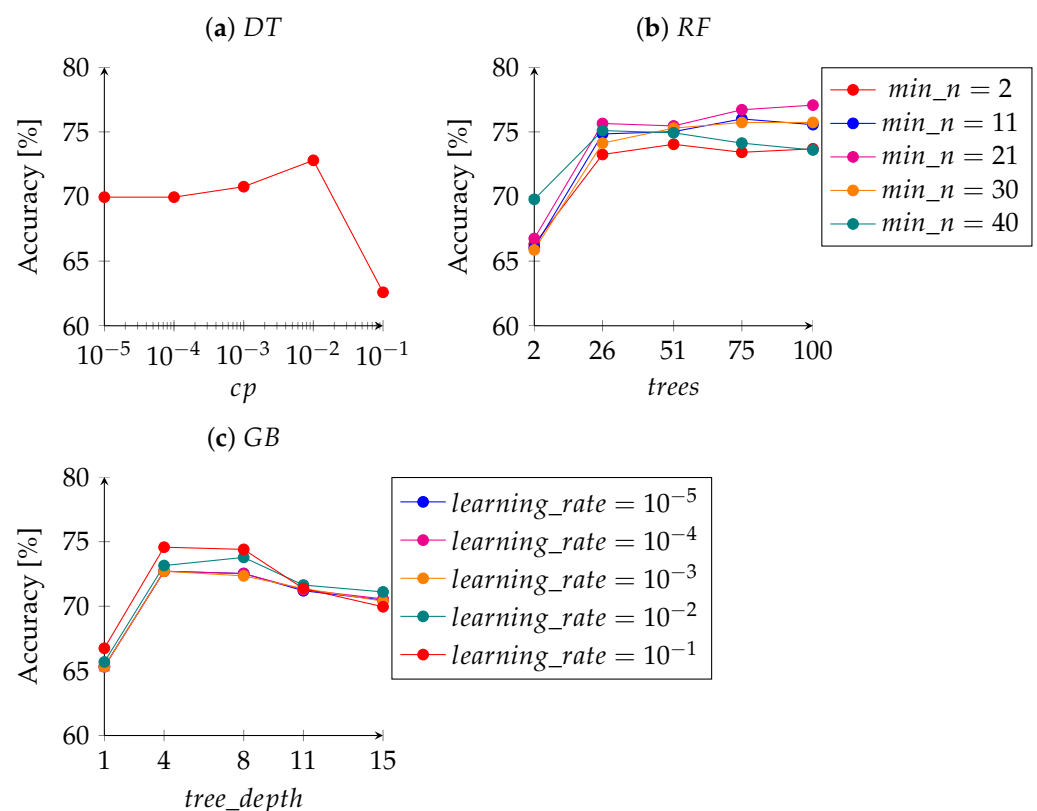 (a) DT
80
75
70
65
60
Accuracy [%]
10⁻⁵ 10⁻⁴ 10⁻³ 10⁻² 10⁻¹
cp
(b) RF
80
75
70
65
60
Accuracy [%]
2 26 51 75 100
trees
min_n = 2
min_n = 11
min_n = 21
min_n = 30
min_n = 40
(c) GB
80
75
70
65
60
Accuracy [%]
1 4 8 11 15
tree_depth
learning_rate = 10⁻⁵
learning_rate = 10⁻⁴
learning_rate = 10⁻³
learning_rate = 10⁻²
learning_rate = 10⁻¹